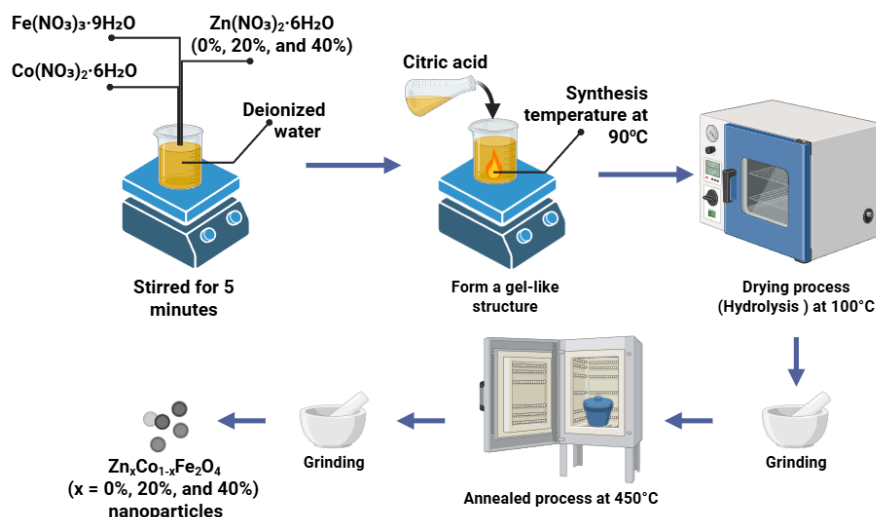 Fe(NO₃)₃·9H₂O
Zn(NO₃)₂·6H₂O
(0%, 20%, and 40%)
Co(NO₃)₂·6H₂O
Deionized
water
Stirred for 5
minutes
Citric acid
Synthesis
temperature at
90⁰C
Form a gel-like
structure
Drying process
(Hydrolysis ) at 100°C
Grinding
Annealed process at 450°C
Grinding
ZnₓCo₁₋ₓFe₂O₄
(x = 0%, 20%, and 40%)
nanoparticles